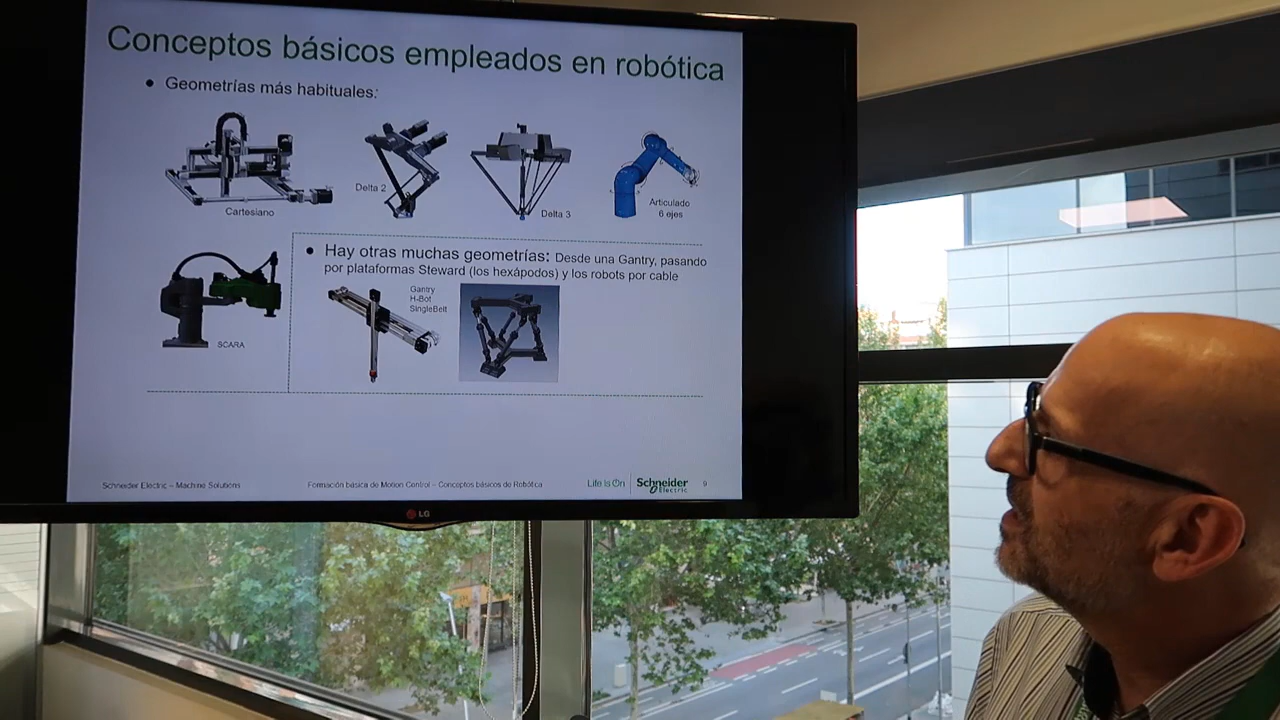 Conceptos básicos empleados en robótica
• Geometrías más habituales:
Cartesiano
Delta 2
Delta 3
Articulado
6 ejes
SCARA
• Hay otras muchas geometrías: Desde una Gantry, pasando
por plataformas Steward (los hexápodos) y los robots por cable
Gantry
H-Bot
SingleBelt
Schneider Electric – Machine Solutions
Formación básica de Motion Control – Conceptos básicos de Robótica
Life Is On
Schneider
Electric
9
LG